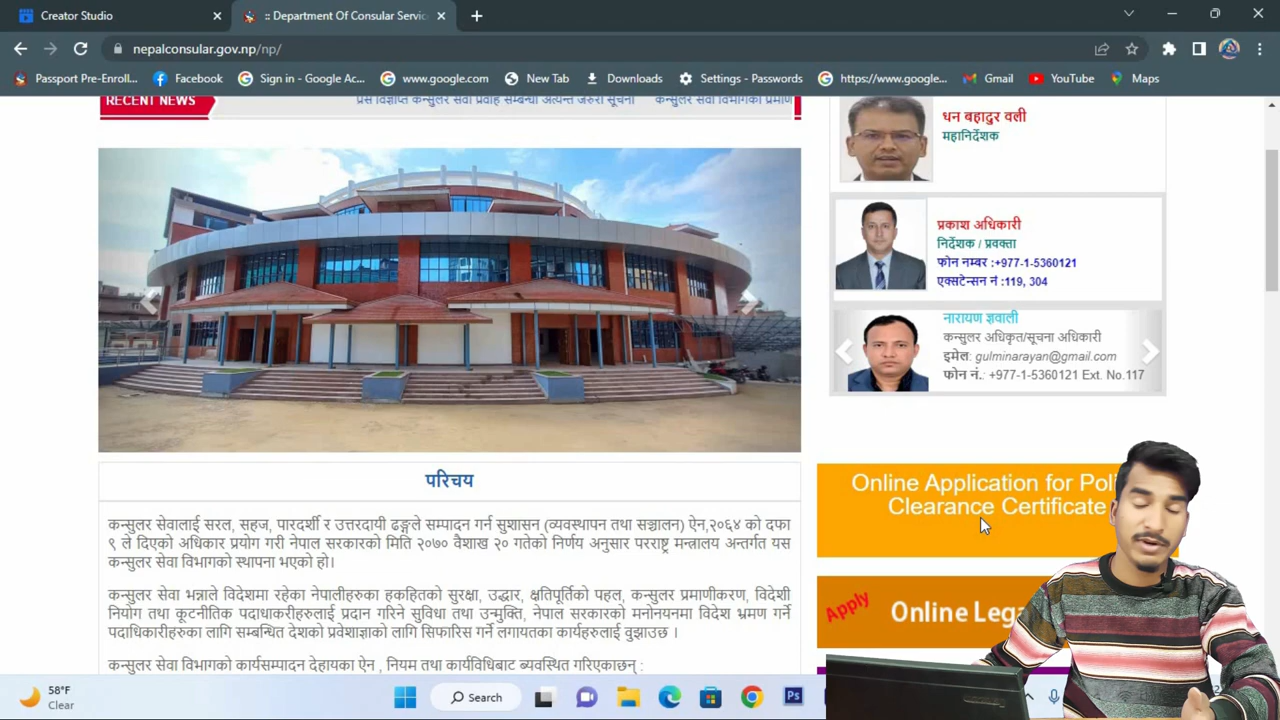 Creator Studio
:: Department Of Consular Servic
nepalconsular.gov.np/np/
Passport Pre-Enroll...
Facebook
Sign in - Google Ac...
www.google.com
New Tab
Downloads
Settings - Passwords
https://www.google...
Gmail
YouTube
Maps
RECENT NEWS
प्रेस विज्ञप्ति कन्सुलर सेवा प्रवाह सम्बन्धी अत्यन्त जरुरी सूचना
कन्सुलर सेवा विभागको प्रमाण
धन बहादुर वली
महानिर्देशक
प्रकाश अधिकारी
निर्देशक / प्रवक्ता
फोन नम्बर :+977-1-5360121
एक्सटेन्सन नं :119, 304
नारायण ज्ञवाली
कन्सुलर अधिकृत/सूचना अधिकारी
इमेल: gulminarayan@gmail.com
फोन नं.: +977-1-5360121 Ext. No.117
परिचय
कन्सुलर सेवालाई सरल, सहज, पारदर्शी र उत्तरदायी ढङ्गले सम्पादन गर्न सुशासन (व्यवस्थापन तथा सञ्चालन) ऐन,२०६४ को दफा
९ ले दिएको अधिकार प्रयोग गरी नेपाल सरकारको मिति २०७० वैशाख २० गतेको निर्णय अनुसार परराष्ट्र मन्त्रालय अन्तर्गत यस
कन्सुलर सेवा विभागको स्थापना भएको हो।
कन्सुलर सेवा भन्नाले विदेशमा रहेका नेपालीहरुका हकहितको सुरक्षा, उद्धार, क्षतिपूर्तिको पहल, कन्सुलर प्रमाणीकरण, विदेशी
नियोग तथा कूटनीतिक पदाधिकारीहरुलाई प्रदान गरिने सुविधा तथा उन्मुक्ति, नेपाल सरकारको मनोनयनमा विदेश भ्रमण गर्ने
पदाधिकारीहरुका लागि सम्बन्धित देशको प्रवेशाज्ञाको लागि सिफारिस गर्ने लगायतका कार्यहरुलाई वुझाउछ ।
कन्सुलर सेवा विभागको कार्यसम्पादन देहायका ऐन , नियम तथा कार्यविधिबाट ब्यवस्थित गरिएकाछन् :
Online Application for Poli
Clearance Certificate
Apply
Online Lega
58°F
Clear
Search
Ps